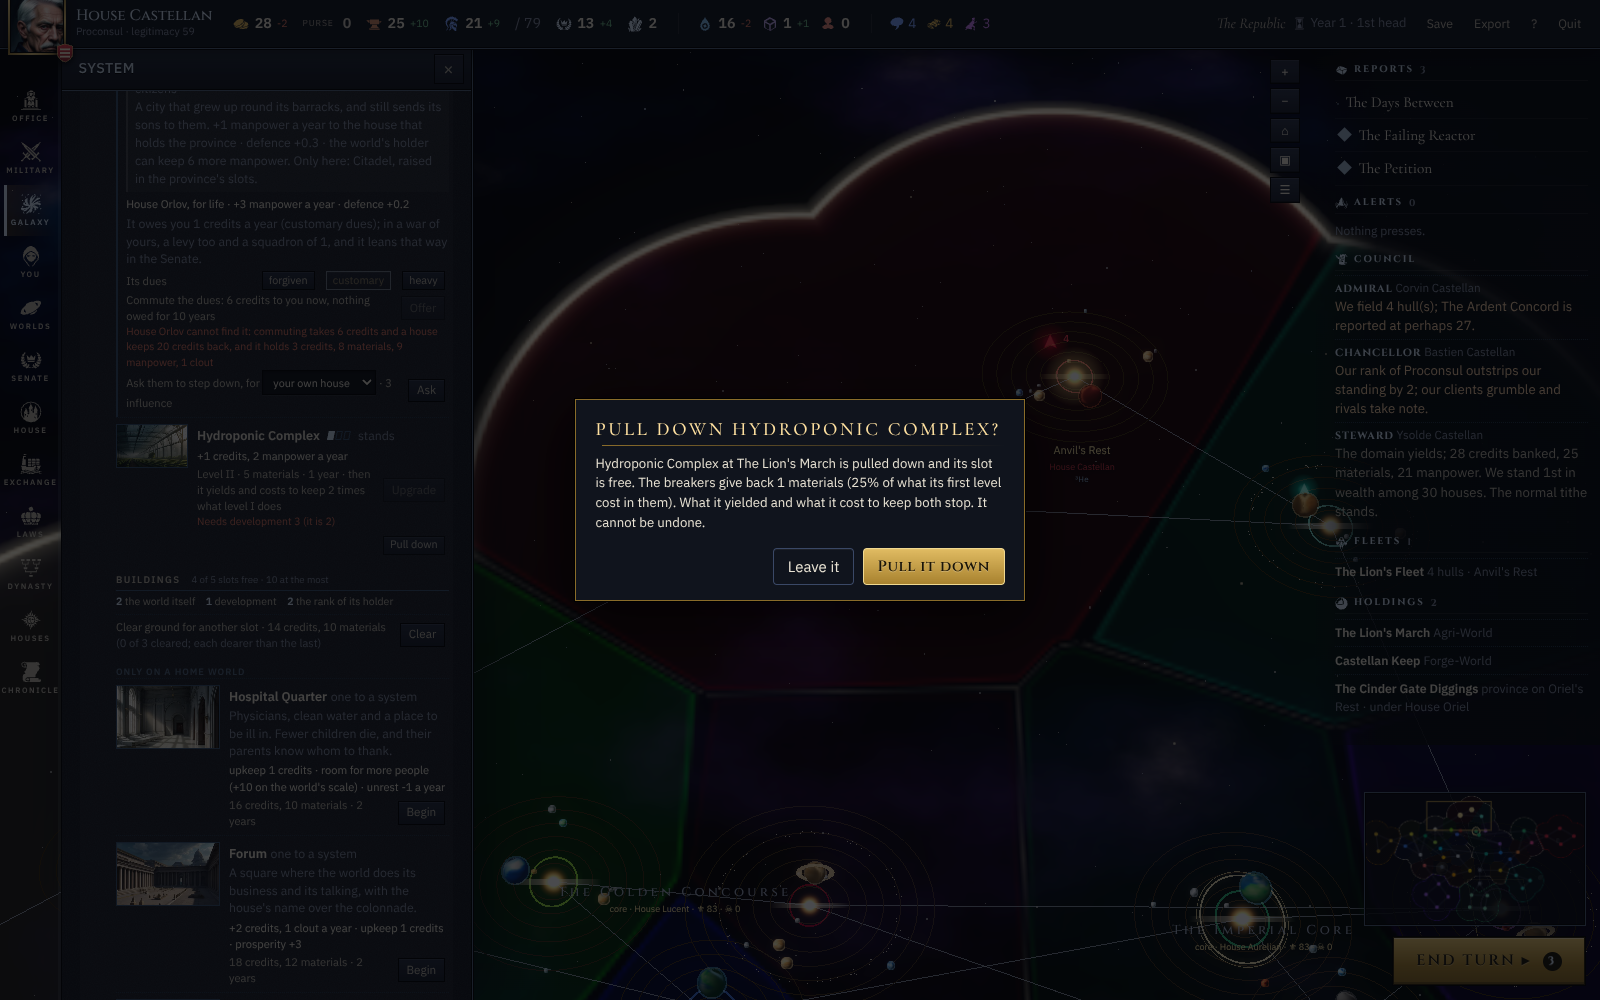 House Castellan
Proconsul · legitimacy 59
28 -2 PURSE 0 25 +10 21 +9 / 79 13 +4 2 16 -2 1 +1 0 4 4 3
The Republic Year 1 · 1st head Save Export ? Quit
OFFICE
MILITARY
GALAXY
YOU
WORLDS
SENATE
HOUSE
EXCHANGE
LAWS
DYNASTY
HOUSES
CHRONICLE
SYSTEM ×
A city that grew up round its barracks, and still sends its
sons to them. +1 manpower a year to the house that
holds the province · defence +0.3 · the world's holder
can keep 6 more manpower. Only here: Citadel, raised
in the province's slots.
House Orlov, for life · +3 manpower a year · defence +0.2
It owes you 1 credits a year (customary dues); in a war of
yours, a levy too and a squadron of 1, and it leans that way
in the Senate.
Its dues forgiven customary heavy
Commute the dues: 6 credits to you now, nothing
owed for 10 years
Offer
House Orlov cannot find it: commuting takes 6 credits and a house
keeps 20 credits back, and it holds 3 credits, 8 materials, 9
manpower, 1 clout
Ask them to step down, for your own house · 3
influence
Ask
Hydroponic Complex stands
+1 credits, 2 manpower a year
Level II · 5 materials · 1 year · then
it yields and costs to keep 2 times
what level I does
Upgrade
Needs development 3 (it is 2)
Pull down
BUILDINGS 4 of 5 slots free · 10 at the most
2 the world itself 1 development 2 the rank of its holder
Clear ground for another slot · 14 credits, 10 materials
(0 of 3 cleared; each dearer than the last)
Clear
ONLY ON A HOME WORLD
Hospital Quarter one to a system
Physicians, clean water and a place to
be ill in. Fewer children die, and their
parents know whom to thank.
upkeep 1 credits · room for more people
(+10 on the world's scale) · unrest -1 a year
16 credits, 10 materials · 2
years
Begin
Forum one to a system
A square where the world does its
business and its talking, with the
house's name over the colonnade.
+2 credits, 1 clout a year · upkeep 1 credits
· prosperity +3
18 credits, 12 materials · 2
years
Begin
4
Anvil's Rest
House Castellan
The Golden Concourse
core · House Lucent · 83 · 0
The Imperial Core
core · House Aurelian · 83 · 0
Pull down Hydroponic Complex?
Hydroponic Complex at The Lion's March is pulled down and its slot
is free. The breakers give back 1 materials (25% of what its first level
cost in them). What it yielded and what it cost to keep both stop. It
cannot be undone.
Leave it Pull it down
+
−
REPORTS 3
The Days Between
The Failing Reactor
The Petition
ALERTS 0
Nothing presses.
COUNCIL
ADMIRAL Corvin Castellan
We field 4 hull(s); The Ardent Concord is
reported at perhaps 27.
CHANCELLOR Bastien Castellan
Our rank of Proconsul outstrips our
standing by 2; our clients grumble and
rivals take note.
STEWARD Ysolde Castellan
The domain yields; 28 credits banked, 25
materials, 21 manpower. We stand 1st in
wealth among 30 houses. The normal tithe
stands.
FLEETS 1
The Lion's Fleet 4 hulls · Anvil's Rest
HOLDINGS 2
The Lion's March Agri-World
Castellan Keep Forge-World
The Cinder Gate Diggings province on Oriel's
Rest · under House Oriel
END TURN 3